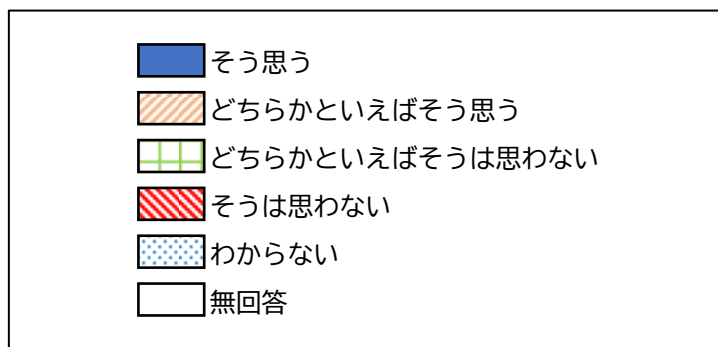 そう思う
どちらかといえばそう思う
どちらかといえばそうは思わない
そうは思わない
わからない
無回答